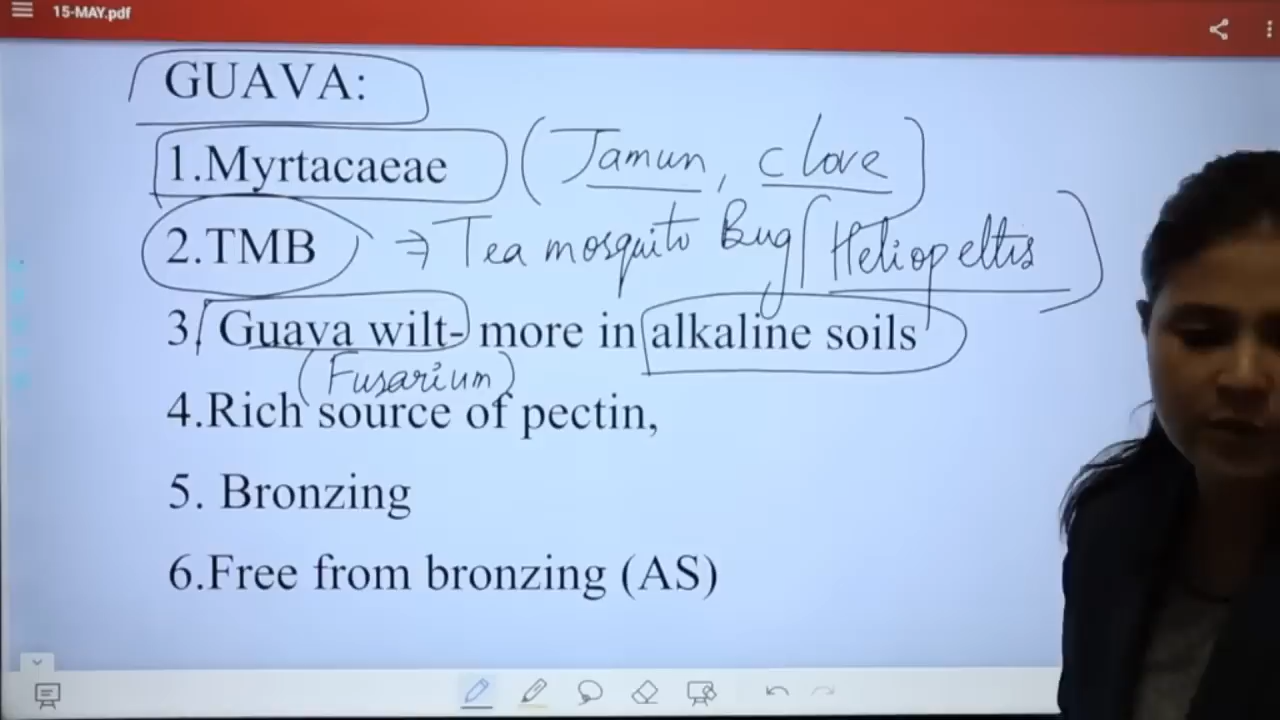 15-MAY.pdf
GUAVA:
1.Myrtacaeae (Jamun, clove)
2.TMB ⇒ Tea mosquito Bug (Heliopeltis)
3. Guava wilt- more in alkaline soils
(Fusarium)
4.Rich source of pectin,
5. Bronzing
6.Free from bronzing (AS)